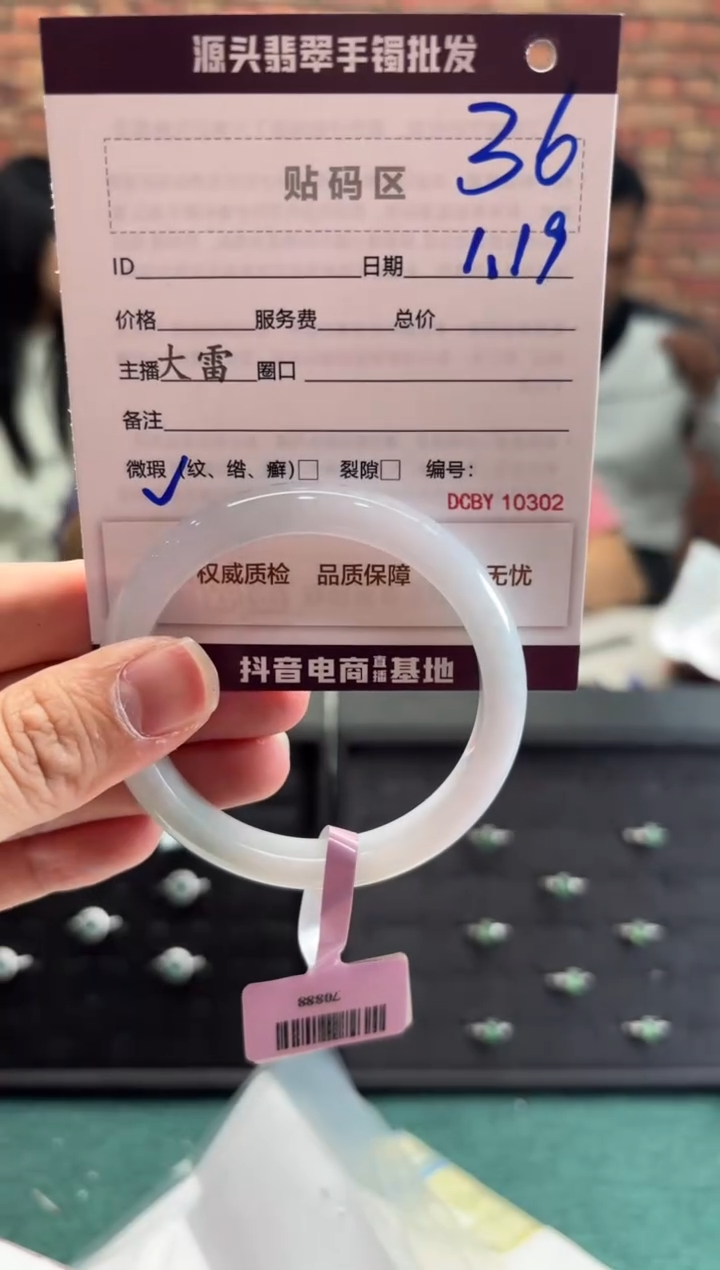 源头翡翠手镯批发
贴码区
36
ID 日期 1.19
价格 服务费 总价
主播 大雷 圈口
备注
微瑕 (纹、绺、癣)□ 裂隙□ 编号:
✓
DCBY 10302
权威质检 品质保障 无忧
抖音电商直播基地
70888